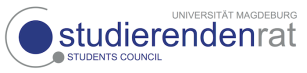 UNIVERSITÄT MAGDEBURG
studierendenrat
STUDENTS COUNCIL